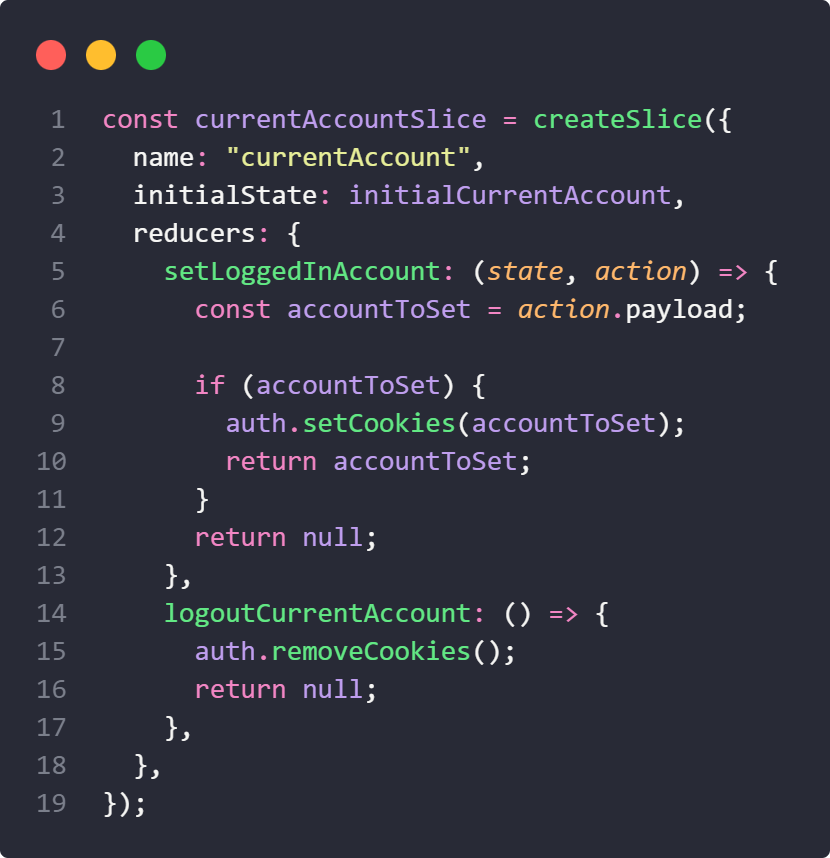 1 const currentAccountSlice = createSlice({
2   name: "currentAccount",
3   initialState: initialCurrentAccount,
4   reducers: {
5     setLoggedInAccount: (state, action) => {
6       const accountToSet = action.payload;
7
8       if (accountToSet) {
9         auth.setCookies(accountToSet);
10         return accountToSet;
11       }
12       return null;
13     },
14     logoutCurrentAccount: () => {
15       auth.removeCookies();
16       return null;
17     },
18   },
19 });